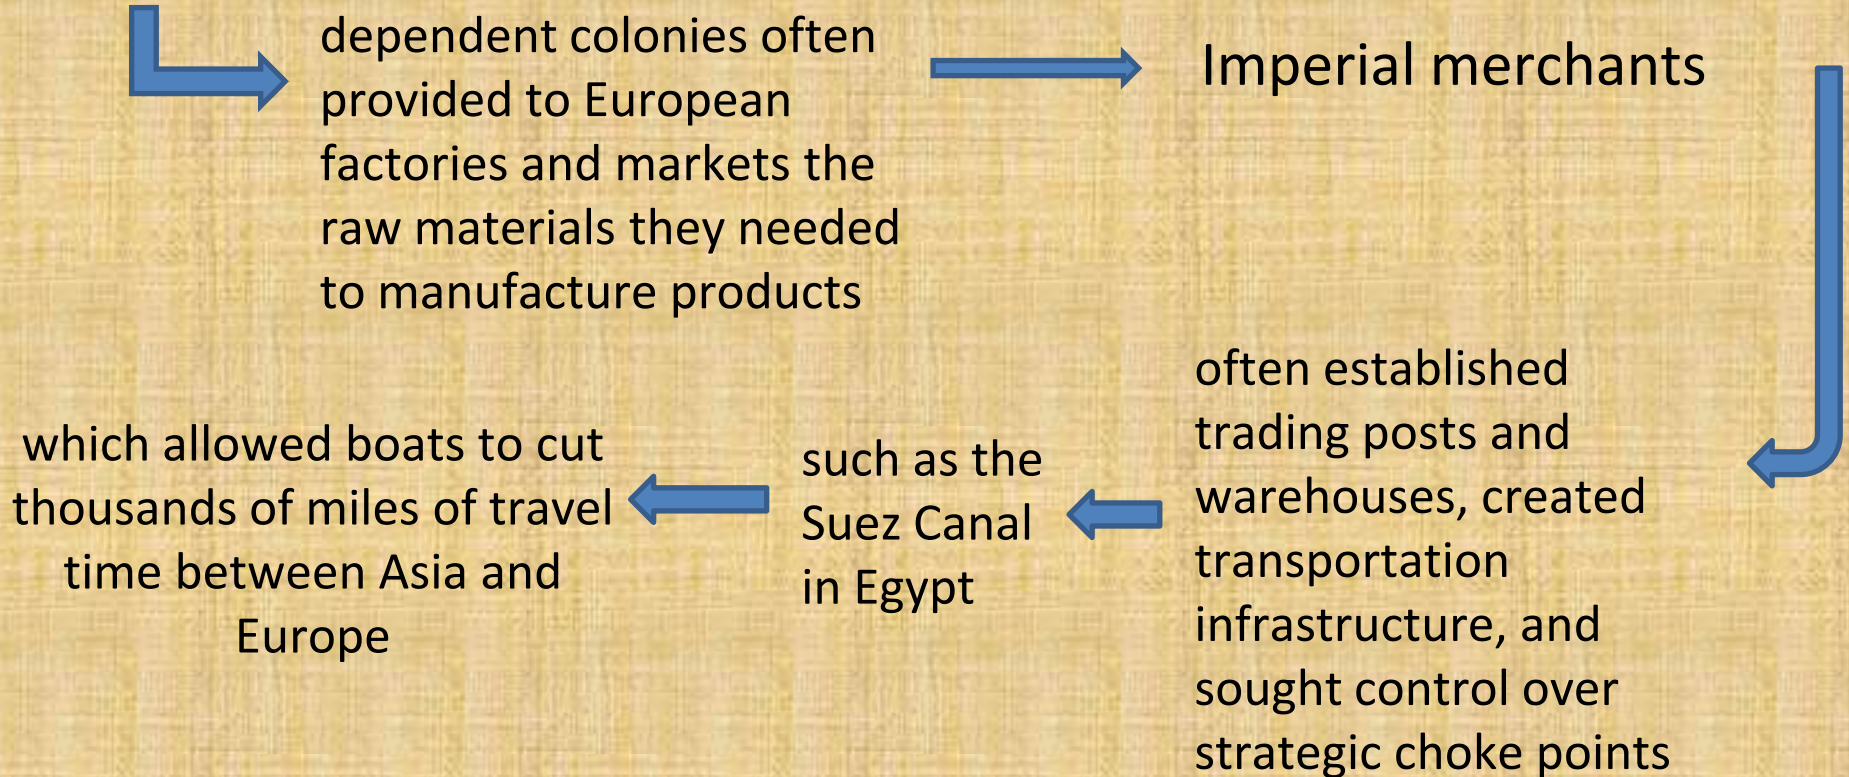 dependent colonies often
provided to European
factories and markets the
raw materials they needed
to manufacture products
Imperial merchants
often established
trading posts and
warehouses, created
transportation
infrastructure, and
sought control over
strategic choke points
such as the
Suez Canal
in Egypt
which allowed boats to cut
thousands of miles of travel
time between Asia and
Europe